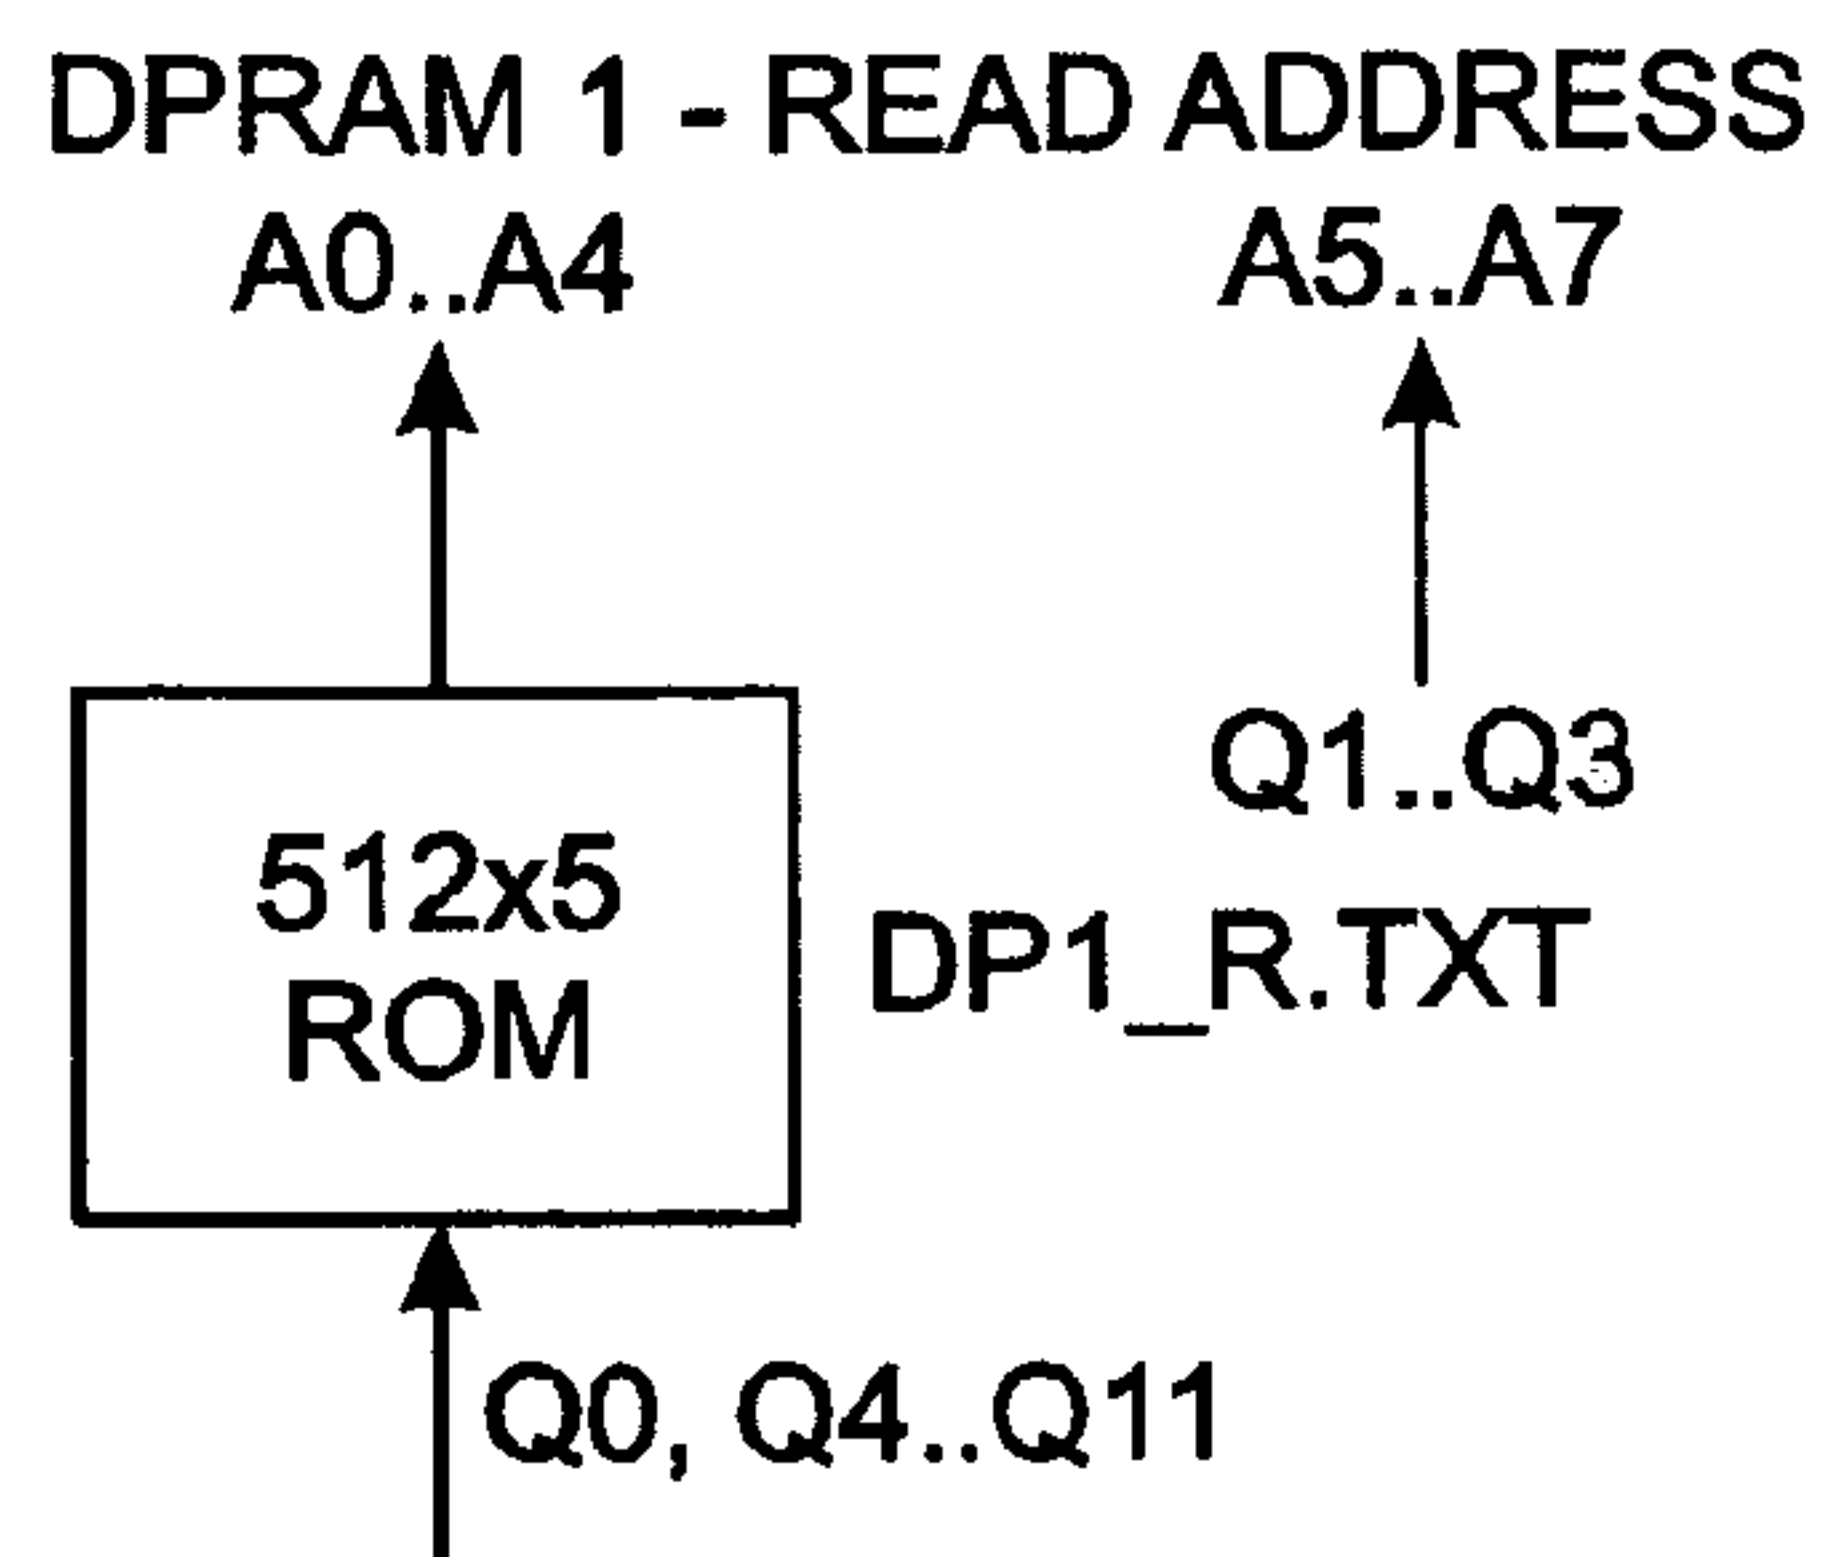 DPRAM 1 - READ ADDRESS
A0..A4 A5..A7
Q1..Q3
512x5
ROM
DP1_R.TXT
Q0, Q4..Q11